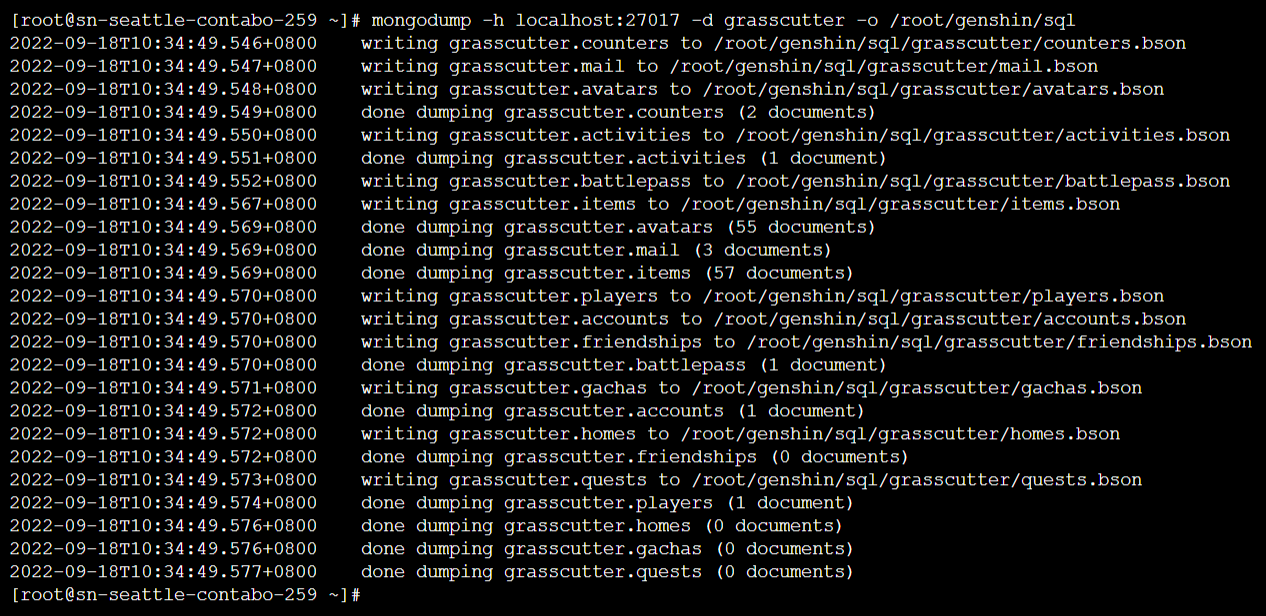 [root@sn-seattle-contabo-259 ~]# mongodump -h localhost:27017 -d grasscutter -o /root/genshin/sql
2022-09-18T10:34:49.546+0800    writing grasscutter.counters to /root/genshin/sql/grasscutter/counters.bson
2022-09-18T10:34:49.547+0800    writing grasscutter.mail to /root/genshin/sql/grasscutter/mail.bson
2022-09-18T10:34:49.548+0800    writing grasscutter.avatars to /root/genshin/sql/grasscutter/avatars.bson
2022-09-18T10:34:49.549+0800    done dumping grasscutter.counters (2 documents)
2022-09-18T10:34:49.550+0800    writing grasscutter.activities to /root/genshin/sql/grasscutter/activities.bson
2022-09-18T10:34:49.551+0800    done dumping grasscutter.activities (1 document)
2022-09-18T10:34:49.552+0800    writing grasscutter.battlepass to /root/genshin/sql/grasscutter/battlepass.bson
2022-09-18T10:34:49.567+0800    writing grasscutter.items to /root/genshin/sql/grasscutter/items.bson
2022-09-18T10:34:49.569+0800    done dumping grasscutter.avatars (55 documents)
2022-09-18T10:34:49.569+0800    done dumping grasscutter.mail (3 documents)
2022-09-18T10:34:49.569+0800    done dumping grasscutter.items (57 documents)
2022-09-18T10:34:49.570+0800    writing grasscutter.players to /root/genshin/sql/grasscutter/players.bson
2022-09-18T10:34:49.570+0800    writing grasscutter.accounts to /root/genshin/sql/grasscutter/accounts.bson
2022-09-18T10:34:49.570+0800    writing grasscutter.friendships to /root/genshin/sql/grasscutter/friendships.bson
2022-09-18T10:34:49.570+0800    done dumping grasscutter.battlepass (1 document)
2022-09-18T10:34:49.571+0800    writing grasscutter.gachas to /root/genshin/sql/grasscutter/gachas.bson
2022-09-18T10:34:49.572+0800    done dumping grasscutter.accounts (1 document)
2022-09-18T10:34:49.572+0800    writing grasscutter.homes to /root/genshin/sql/grasscutter/homes.bson
2022-09-18T10:34:49.572+0800    done dumping grasscutter.friendships (0 documents)
2022-09-18T10:34:49.573+0800    writing grasscutter.quests to /root/genshin/sql/grasscutter/quests.bson
2022-09-18T10:34:49.574+0800    done dumping grasscutter.players (1 document)
2022-09-18T10:34:49.576+0800    done dumping grasscutter.homes (0 documents)
2022-09-18T10:34:49.576+0800    done dumping grasscutter.gachas (0 documents)
2022-09-18T10:34:49.577+0800    done dumping grasscutter.quests (0 documents)
[root@sn-seattle-contabo-259 ~]#